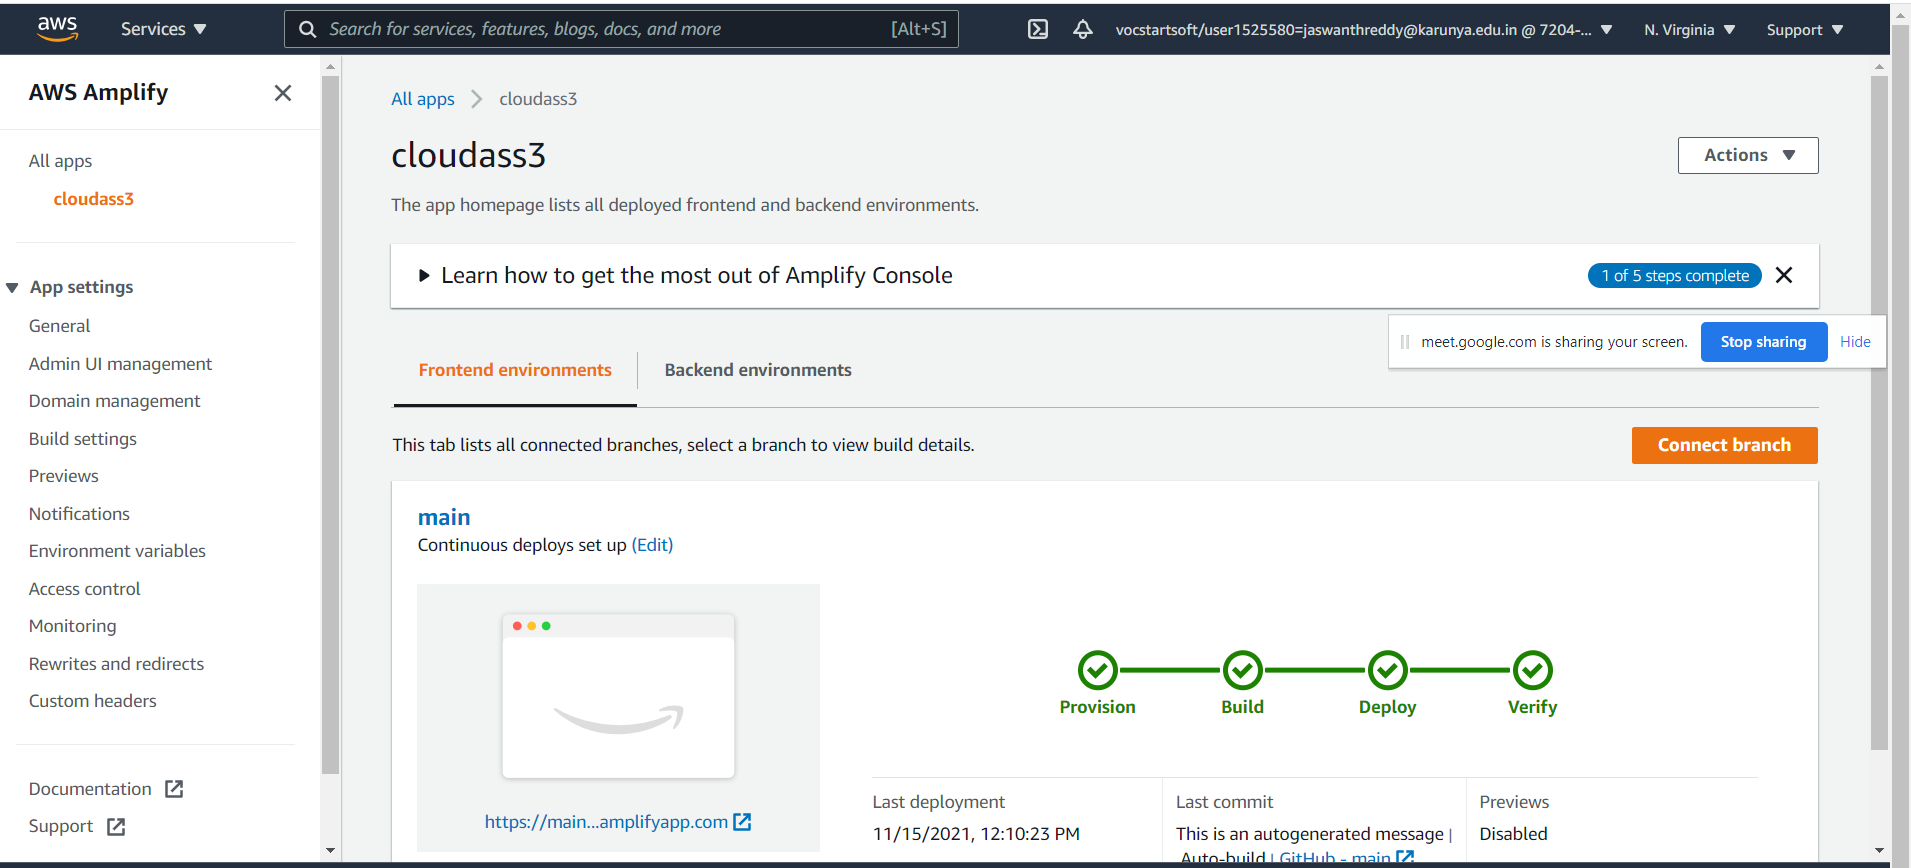 aws
Services
Search for services, features, blogs, docs, and more
[Alt+S]
vocstartsoft/user1525580=jaswanthreddy@karunya.edu.in @ 7204-...
N. Virginia
Support
AWS Amplify
All apps
cloudass3
App settings
General
Admin UI management
Domain management
Build settings
Previews
Notifications
Environment variables
Access control
Monitoring
Rewrites and redirects
Custom headers
Documentation
Support
All apps
cloudass3
cloudass3
Actions
The app homepage lists all deployed frontend and backend environments.
Learn how to get the most out of Amplify Console
1 of 5 steps complete
meet.google.com is sharing your screen.
Stop sharing
Hide
Frontend environments
Backend environments
This tab lists all connected branches, select a branch to view build details.
Connect branch
main
Continuous deploys set up (Edit)
https://main...amplifyapp.com
Provision
Build
Deploy
Verify
Last deployment
11/15/2021, 12:10:23 PM
Last commit
This is an autogenerated message |
Auto-build | GitHub - main
Previews
Disabled